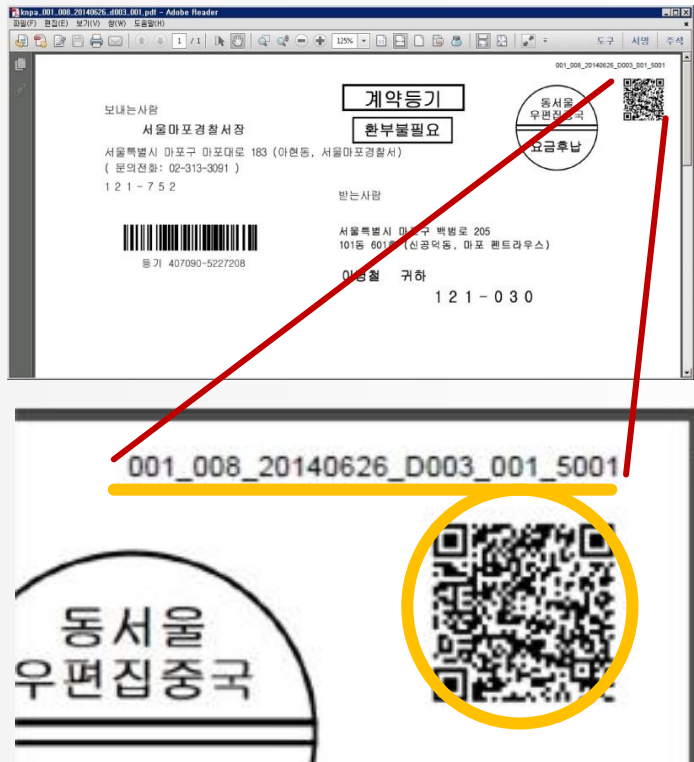 knpa_001_008_20140626_d003_001.pdf - Adobe Reader
파일(F) 편집(E) 보기(V) 창(W) 도움말(H)
1 / 1
125%
도구 서명 주석
001_008_20140626_D003_001_5001
계약등기
환부불필요
동서울
우편집중국
요금후납
보내는사람
서울마포경찰서장
서울특별시 마포구 마포대로 183 (아현동, 서울마포경찰서)
( 문의전화: 02-313-3091 )
121-752
등기 407090-5227208
받는사람
서울특별시 마포구 백범로 205
101동 601호 (신공덕동, 마포 펜트라우스)
귀하
121-030
001_008_20140626_D003_001_5001
동서울
우편집중국